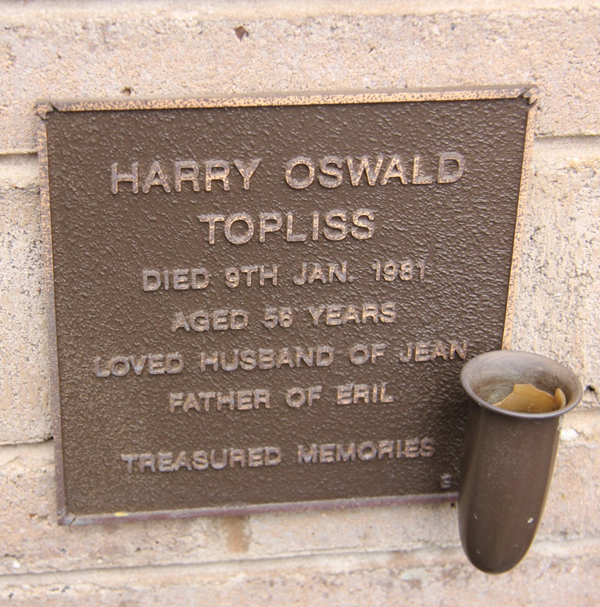 HARRY OSWALD
TOPLISS
DIED 9TH JAN. 1981
AGED 58 YEARS
LOVED HUSBAND OF JEAN
FATHER OF ERIL
TREASURED MEMORIES